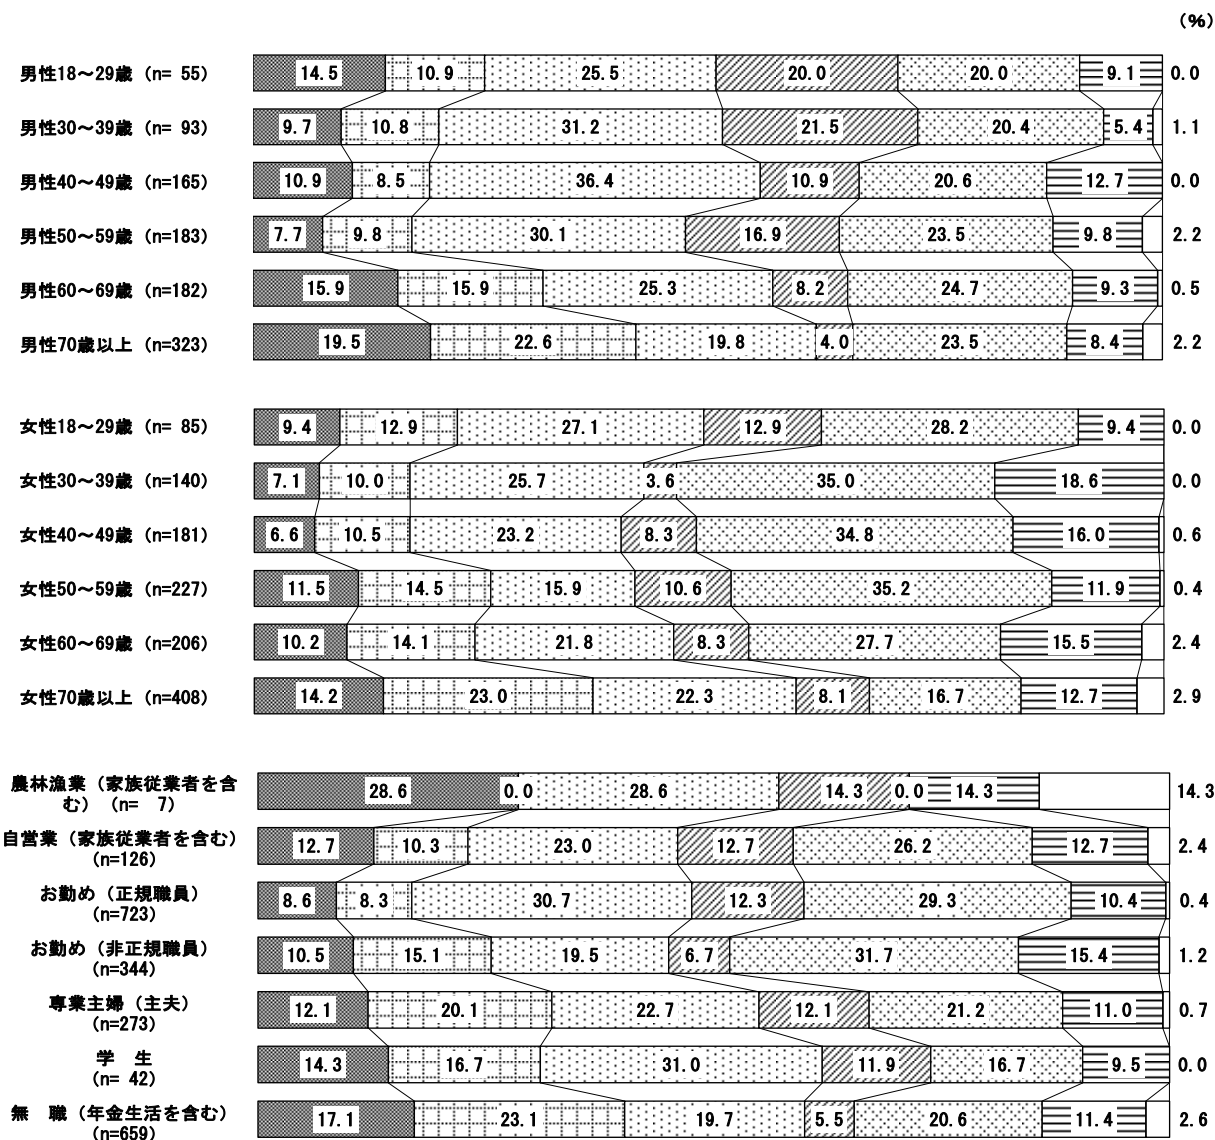 （%）
男性18～29歳（n= 55） 14.5 10.9 25.5 20.0 20.0 9.1 0.0
男性30～39歳（n= 93） 9.7 10.8 31.2 21.5 20.4 5.4 1.1
男性40～49歳（n=165） 10.9 8.5 36.4 10.9 20.6 12.7 0.0
男性50～59歳（n=183） 7.7 9.8 30.1 16.9 23.5 9.8 2.2
男性60～69歳（n=182） 15.9 15.9 25.3 8.2 24.7 9.3 0.5
男性70歳以上（n=323） 19.5 22.6 19.8 4.0 23.5 8.4 2.2
女性18～29歳（n= 85） 9.4 12.9 27.1 12.9 28.2 9.4 0.0
女性30～39歳（n=140） 7.1 10.0 25.7 3.6 35.0 18.6 0.0
女性40～49歳（n=181） 6.6 10.5 23.2 8.3 34.8 16.0 0.6
女性50～59歳（n=227） 11.5 14.5 15.9 10.6 35.2 11.9 0.4
女性60～69歳（n=206） 10.2 14.1 21.8 8.3 27.7 15.5 2.4
女性70歳以上（n=408） 14.2 23.0 22.3 8.1 16.7 12.7 2.9
農林漁業（家族従業者を含
む）（n= 7） 28.6 0.0 28.6 14.3 0.0 14.3 14.3
自営業（家族従業者を含む）
（n=126） 12.7 10.3 23.0 12.7 26.2 12.7 2.4
お勤め（正規職員）
（n=723） 8.6 8.3 30.7 12.3 29.3 10.4 0.4
お勤め（非正規職員）
（n=344） 10.5 15.1 19.5 6.7 31.7 15.4 1.2
専業主婦（主夫）
（n=273） 12.1 20.1 22.7 12.1 21.2 11.0 0.7
学　生
（n= 42） 14.3 16.7 31.0 11.9 16.7 9.5 0.0
無　職（年金生活を含む）
（n=659） 17.1 23.1 19.7 5.5 20.6 11.4 2.6